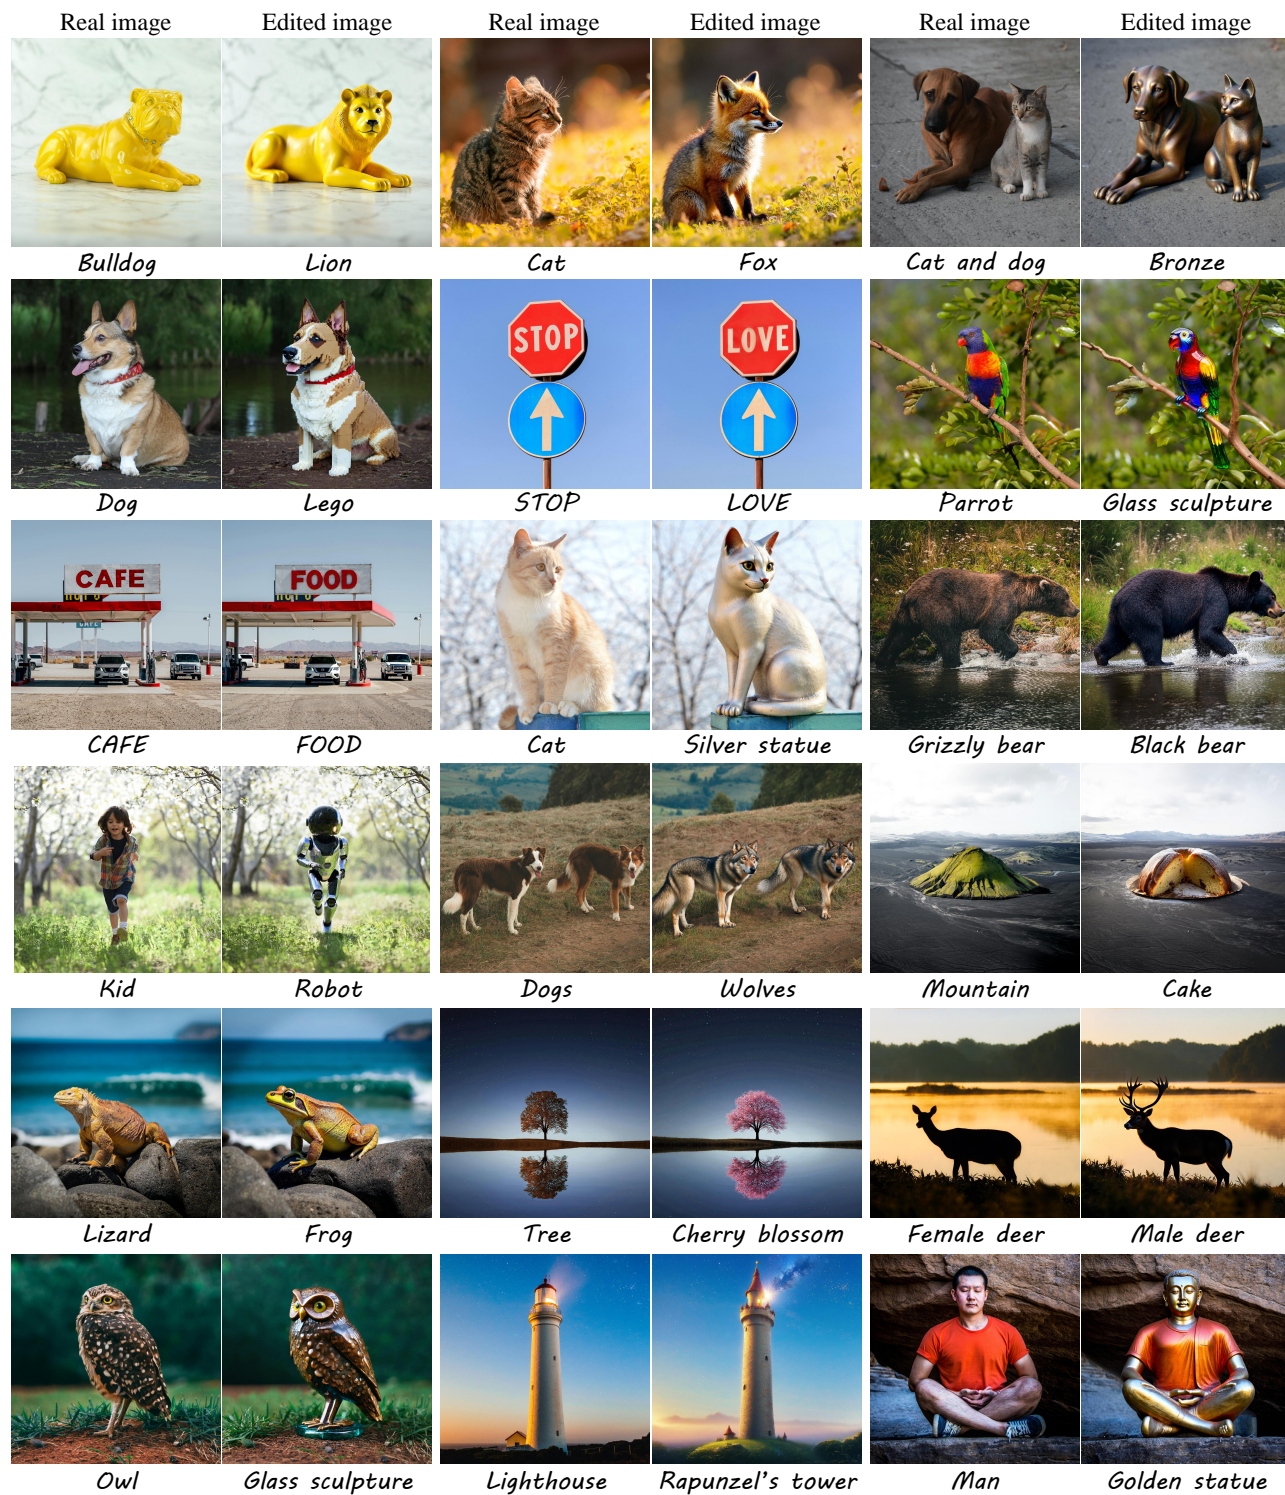 Real image Edited image Real image Edited image Real image Edited image
Bulldog Lion Cat Fox Cat and dog Bronze
STOP LOVE
Dog Lego STOP LOVE Parrot Glass sculpture
CAFE FOOD
CAFE
CAFE FOOD Cat Silver statue Grizzly bear Black bear
Kid Robot Dogs Wolves Mountain Cake
Lizard Frog Tree Cherry blossom Female deer Male deer
Owl Glass sculpture Lighthouse Rapunzel's tower Man Golden statue